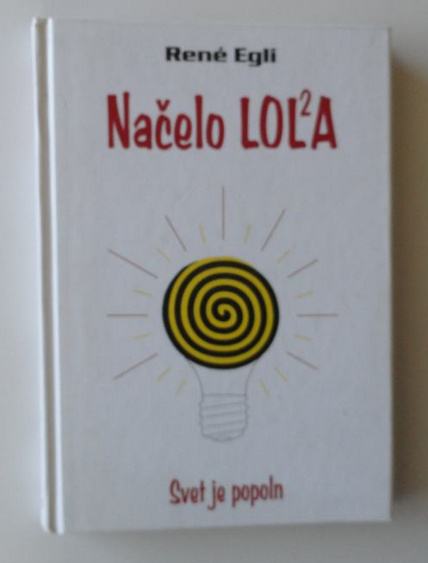 René Egli
Načelo LOL²A
Svet je popoln